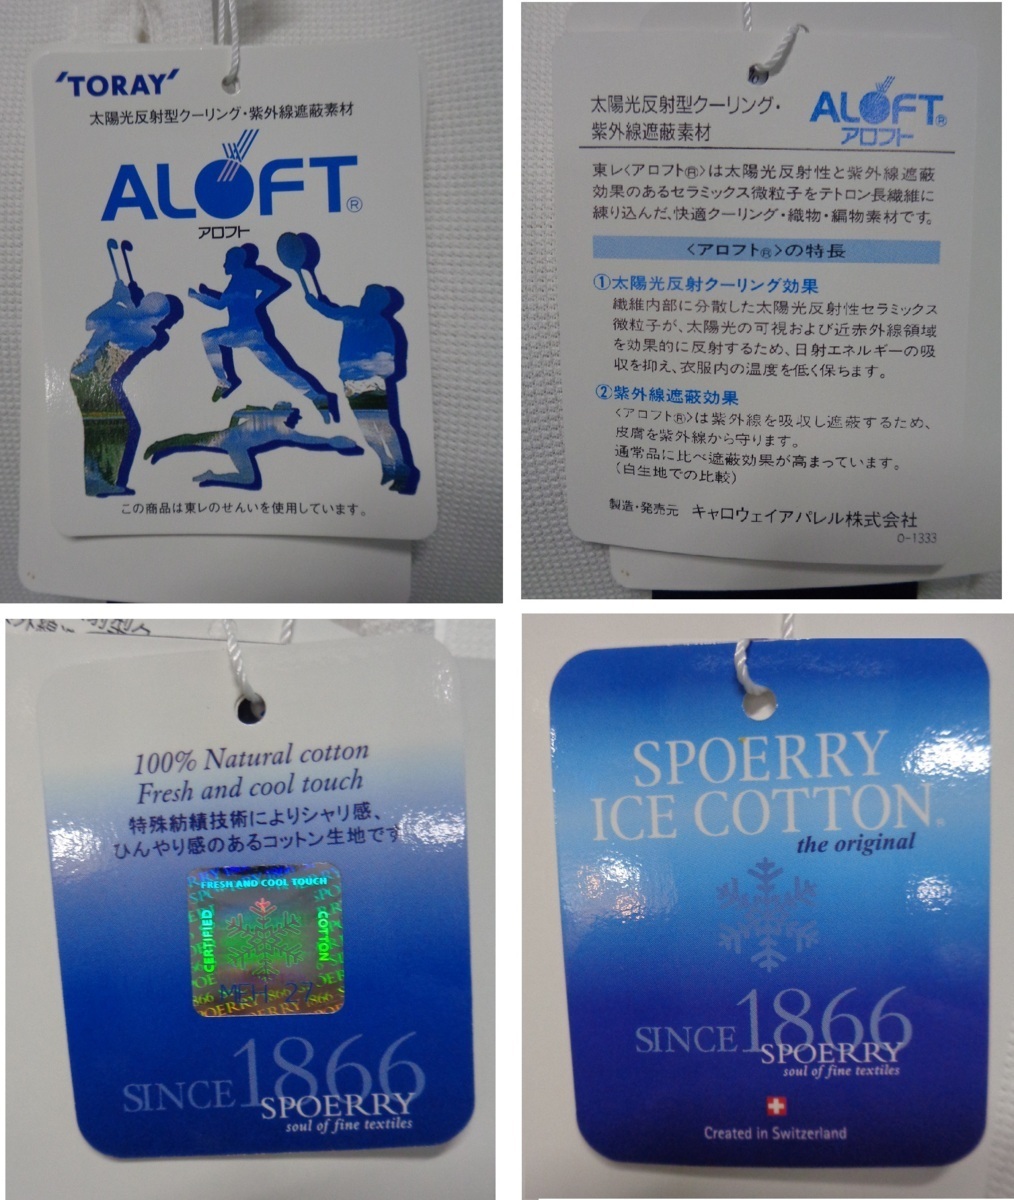 'TORAY'
太陽光反射型クーリング・紫外線遮蔽素材
ALOFT®
アロフト
この商品は東レのせんいを使用しています。
太陽光反射型クーリング・
紫外線遮蔽素材
ALOFT®
アロフト
東レ〈アロフト®〉は太陽光反射性と紫外線遮蔽
効果のあるセラミックス微粒子をテトロン長繊維に
練り込んだ、快適クーリング・織物・編物素材です。
〈アロフト®〉の特長
①太陽光反射クーリング効果
繊維内部に分散した太陽光反射性セラミックス
微粒子が、太陽光の可視および近赤外線領域
を効果的に反射するため、日射エネルギーの吸
収を抑え、衣服内の温度を低く保ちます。
②紫外線遮蔽効果
〈アロフト®〉は紫外線を吸収し遮蔽するため、
皮膚を紫外線から守ります。
通常品に比べ遮蔽効果が高まっています。
(白生地での比較)
製造・発売元 キャロウェイアパレル株式会社
O-1333
100% Natural cotton
Fresh and cool touch
特殊紡績技術によりシャリ感、
ひんやり感のあるコットン生地です
FRESH AND COOL TOUCH
CERTIFIED
COTTON
SINCE 1866
SPOERRY
soul of fine textiles
SPOERRY
ICE COTTON®
the original
SINCE 1866
SPOERRY
soul of fine textiles
Created in Switzerland